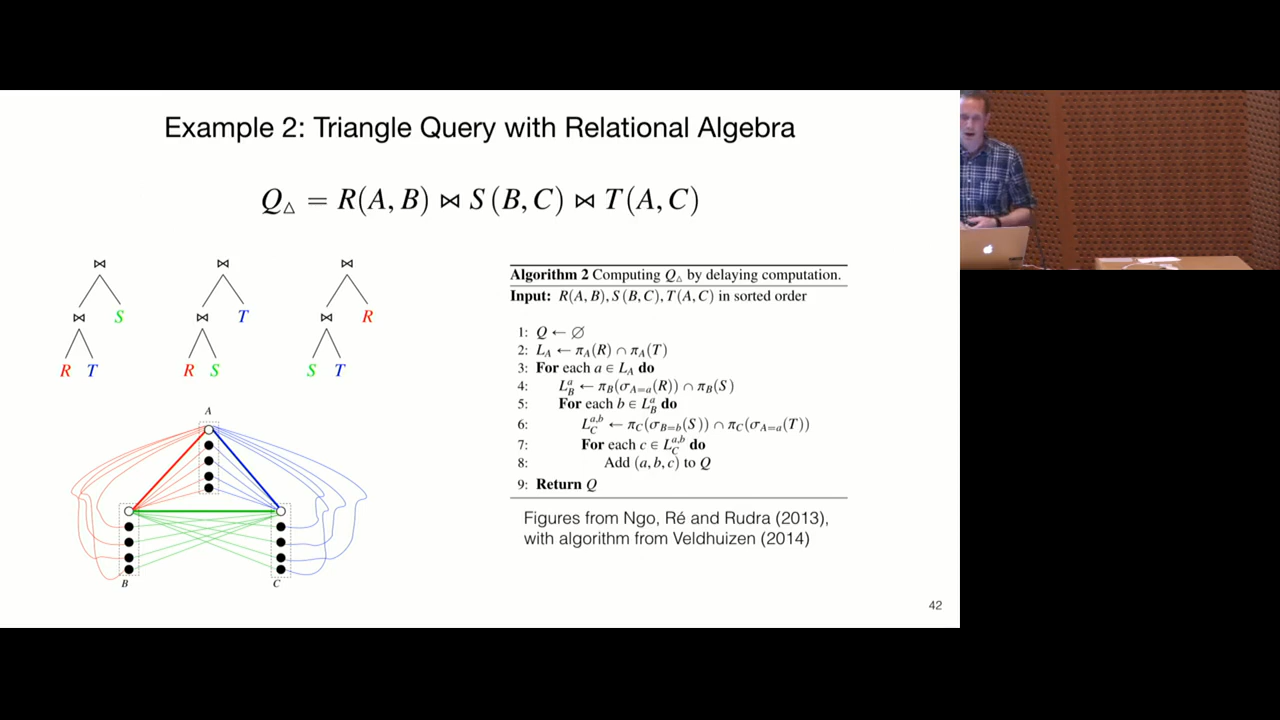 Example 2: Triangle Query with Relational Algebra
Q△ = R(A, B) ⋈ S(B, C) ⋈ T(A, C)
⋈ ⋈ ⋈
⋈ S ⋈ T ⋈ R
R T R S S T
A
B C
Algorithm 2 Computing Q△ by delaying computation.
Input: R(A, B), S(B, C), T(A, C) in sorted order
1: Q ← ∅
2: L_A ← π_A(R) ∩ π_A(T)
3: For each a ∈ L_A do
4: L_B^a ← π_B(σ_{A=a}(R)) ∩ π_B(S)
5: For each b ∈ L_B^a do
6: L_C^{a,b} ← π_C(σ_{B=b}(S)) ∩ π_C(σ_{A=a}(T))
7: For each c ∈ L_C^{a,b} do
8: Add (a, b, c) to Q
9: Return Q
Figures from Ngo, Ré and Rudra (2013),
with algorithm from Veldhuizen (2014)
42